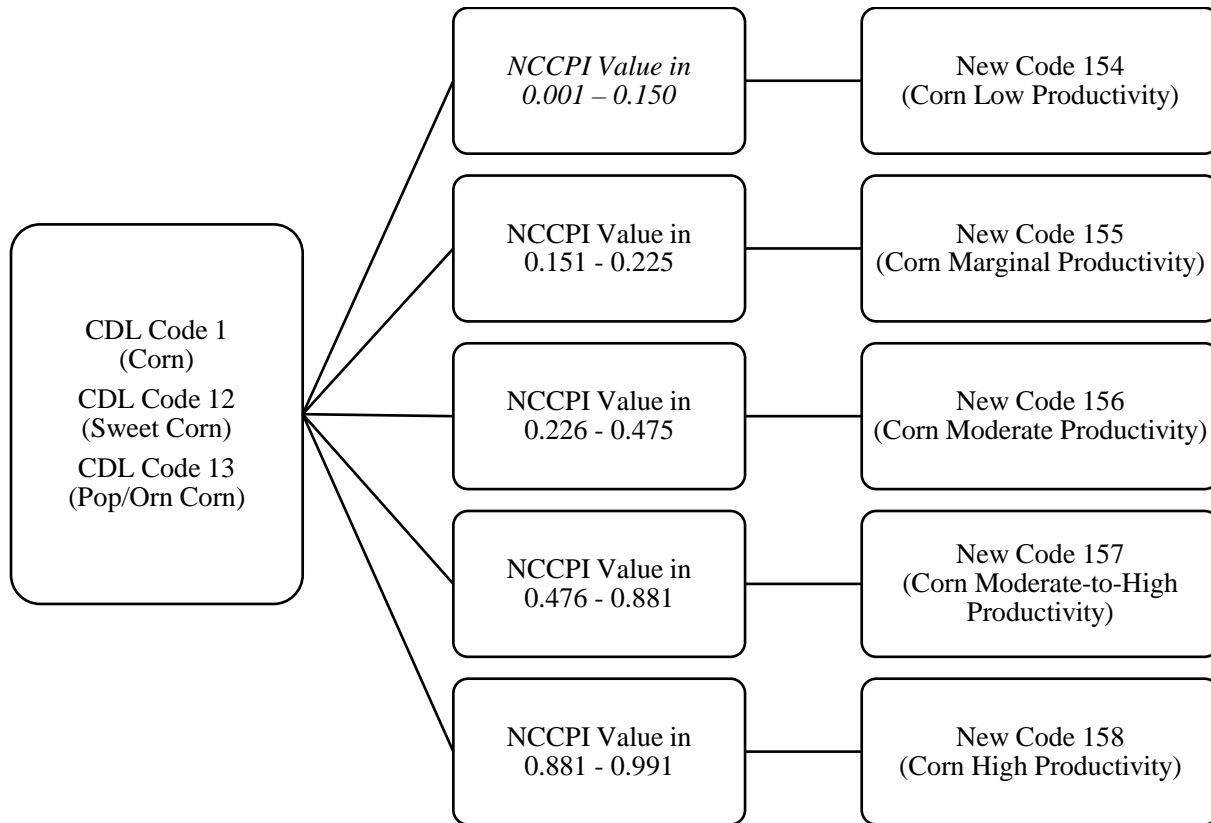 CDL Code 1
(Corn)
CDL Code 12
(Sweet Corn)
CDL Code 13
(Pop/Orn Corn)
NCCPI Value in
0.001 – 0.150
New Code 154
(Corn Low Productivity)
NCCPI Value in
0.151 - 0.225
New Code 155
(Corn Marginal Productivity)
NCCPI Value in
0.226 - 0.475
New Code 156
(Corn Moderate Productivity)
NCCPI Value in
0.476 - 0.881
New Code 157
(Corn Moderate-to-High
Productivity)
NCCPI Value in
0.881 - 0.991
New Code 158
(Corn High Productivity)